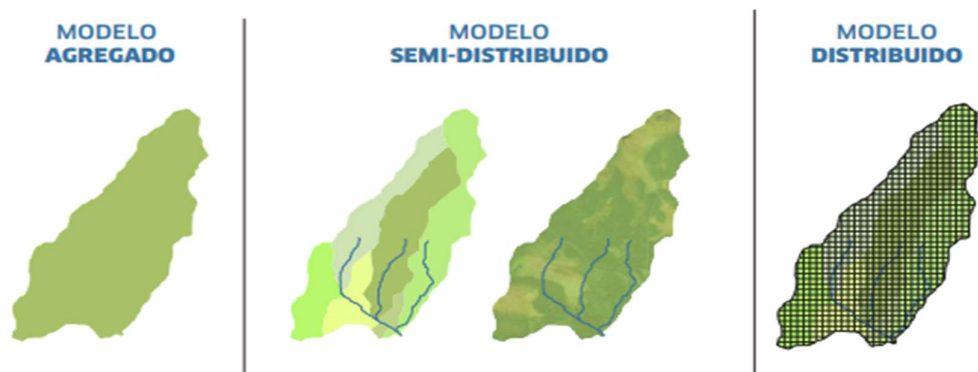 MODELO
AGREGADO
MODELO
SEMI-DISTRIBUIDO
MODELO
DISTRIBUIDO